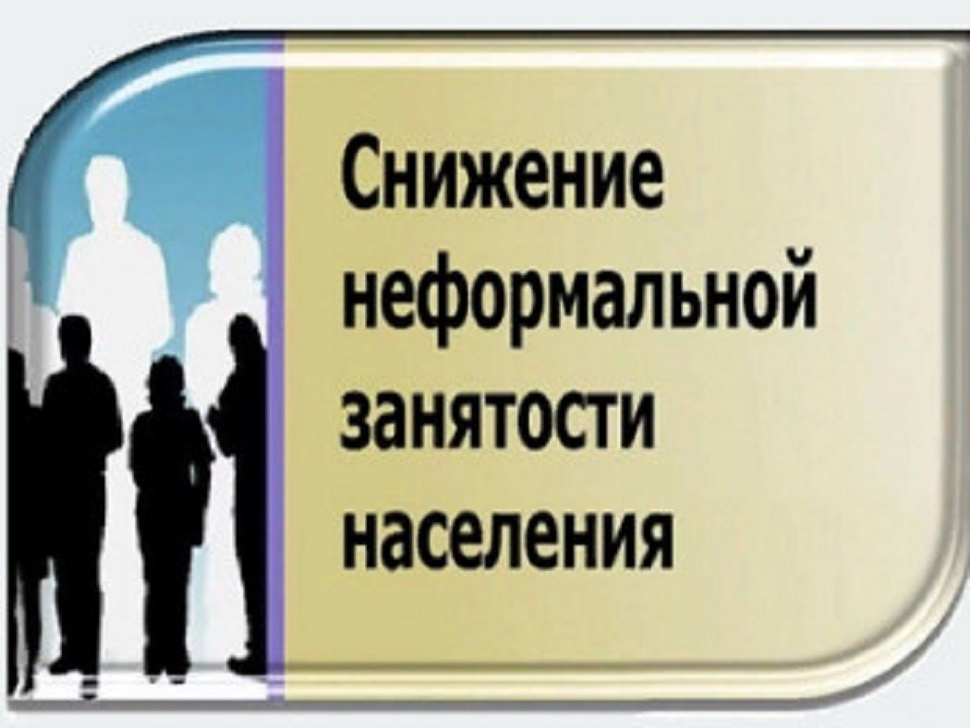 Снижение
неформальной
занятости
населения